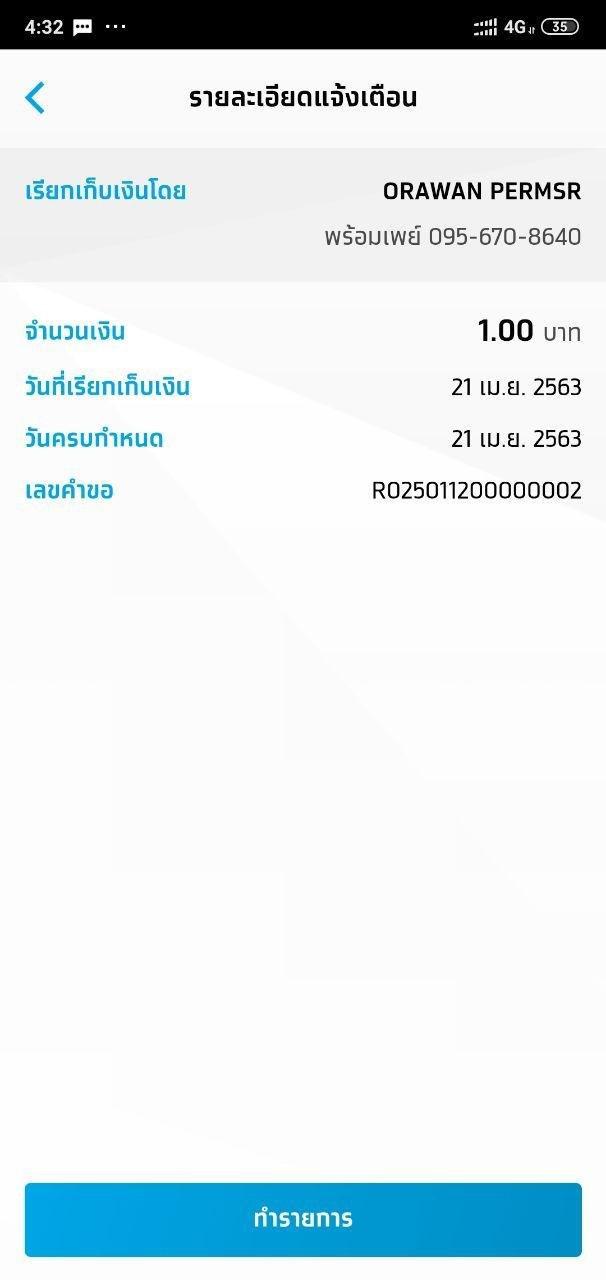 4:32 ...
4G 35
รายละเอียดแจ้งเตือน
เรียกเก็บเงินโดย ORAWAN PERMSR
พร้อมเพย์ 095-670-8640
จำนวนเงิน 1.00 บาท
วันที่เรียกเก็บเงิน 21 เม.ย. 2563
วันครบกำหนด 21 เม.ย. 2563
เลขคำขอ R025011200000002
ทำรายการ